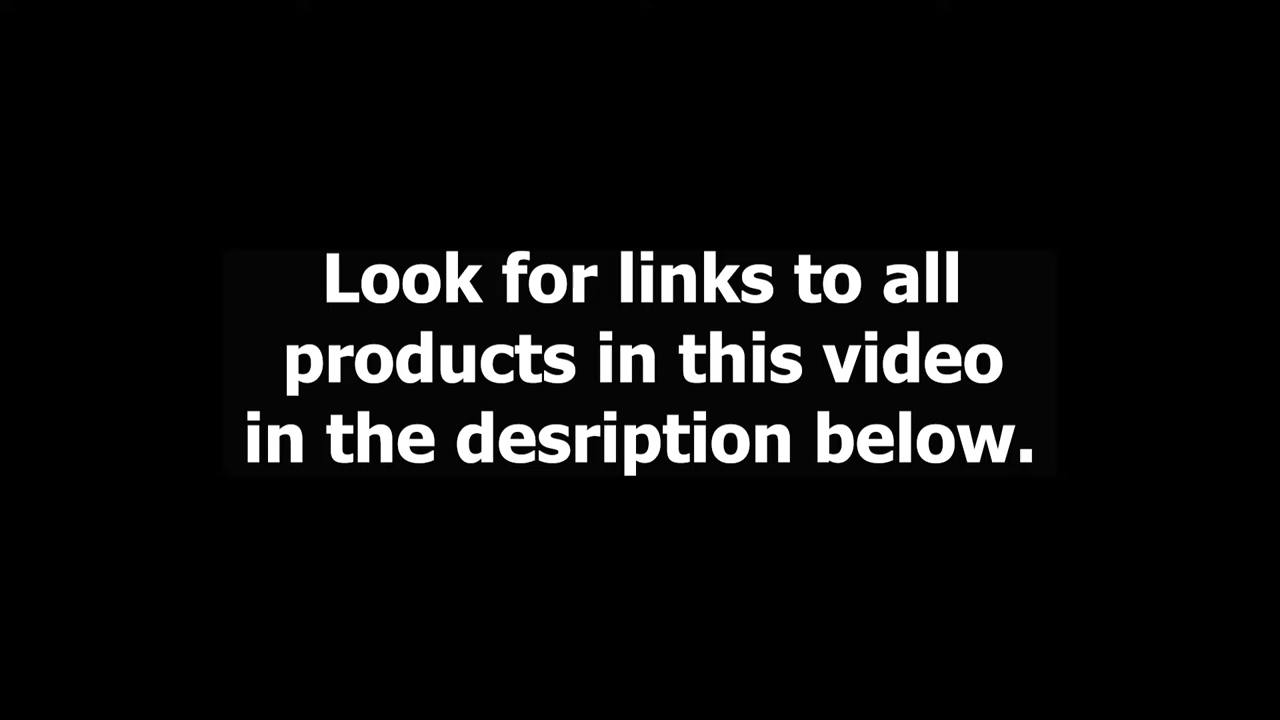 Look for links to all
products in this video
in the desription below.